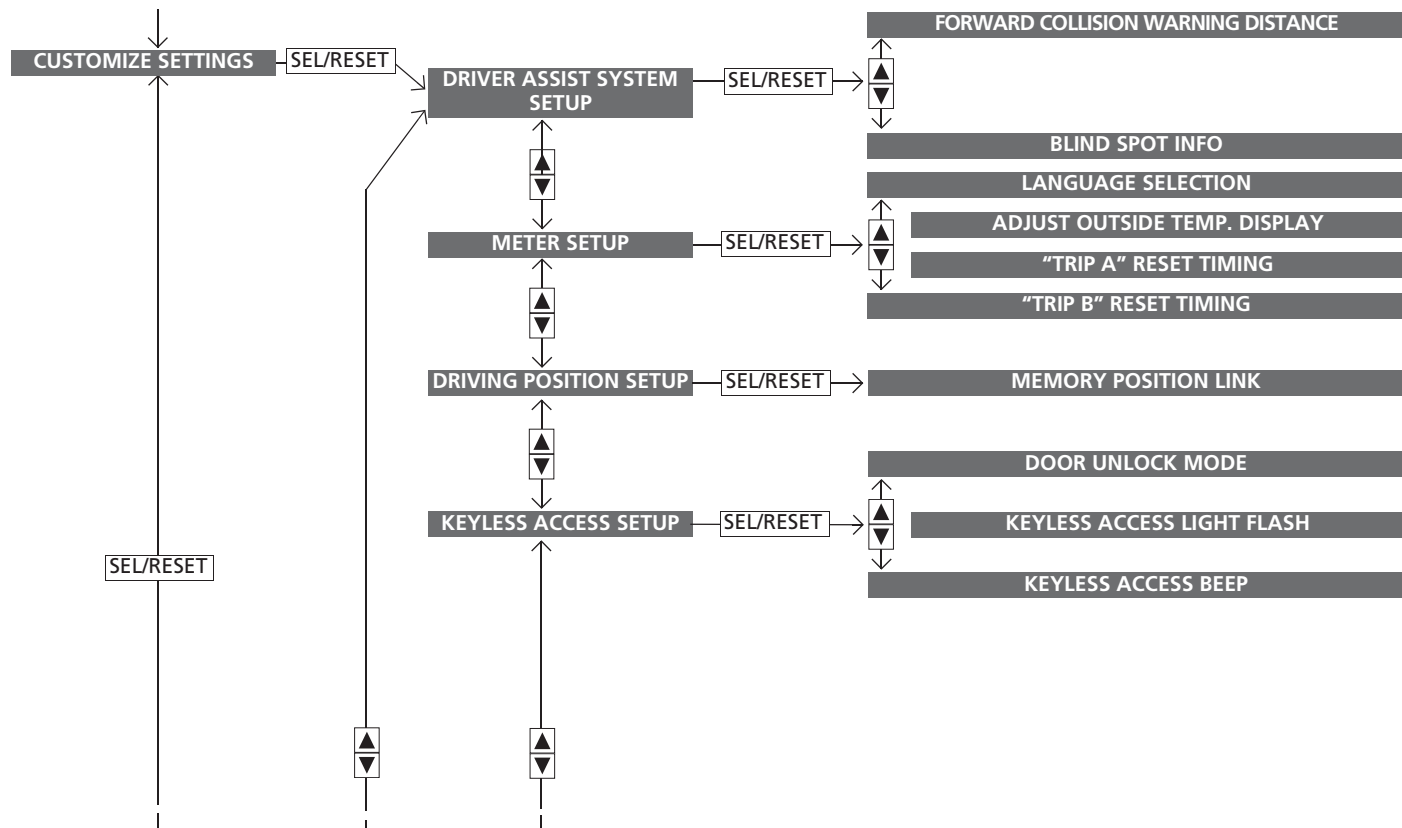 FORWARD COLLISION WARNING DISTANCE
CUSTOMIZE SETTINGS
SEL/RESET
DRIVER ASSIST SYSTEM
SETUP
SEL/RESET
BLIND SPOT INFO
LANGUAGE SELECTION
ADJUST OUTSIDE TEMP. DISPLAY
METER SETUP
SEL/RESET
“TRIP A” RESET TIMING
“TRIP B” RESET TIMING
DRIVING POSITION SETUP
SEL/RESET
MEMORY POSITION LINK
DOOR UNLOCK MODE
KEYLESS ACCESS SETUP
SEL/RESET
KEYLESS ACCESS LIGHT FLASH
SEL/RESET
KEYLESS ACCESS BEEP